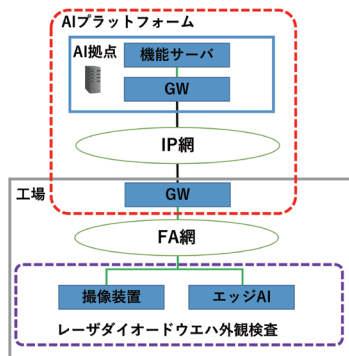 AIプラットフォーム
AI拠点
機能サーバ
GW
IP網
工場
GW
FA網
撮像装置
エッジAI
レーザダイオードウエハ外観検査